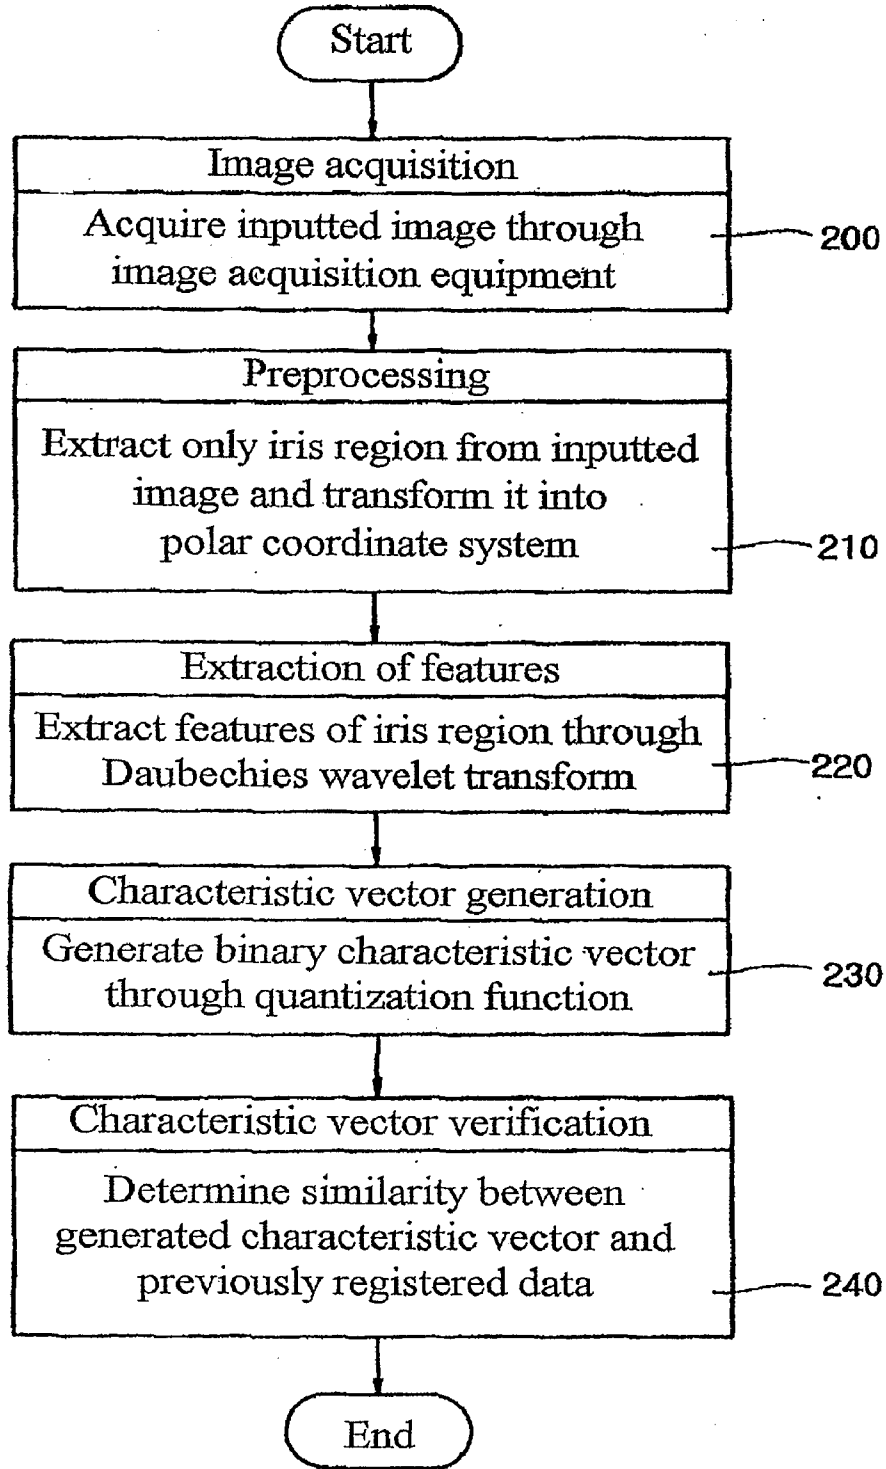 Start
Image acquisition
Acquire inputted image through
image acquisition equipment
200
Preprocessing
Extract only iris region from inputted
image and transform it into
polar coordinate system
210
Extraction of features
Extract features of iris region through
Daubechies wavelet transform
220
Characteristic vector generation
Generate binary characteristic vector
through quantization function
230
Characteristic vector verification
Determine similarity between
generated characteristic vector and
previously registered data
240
End